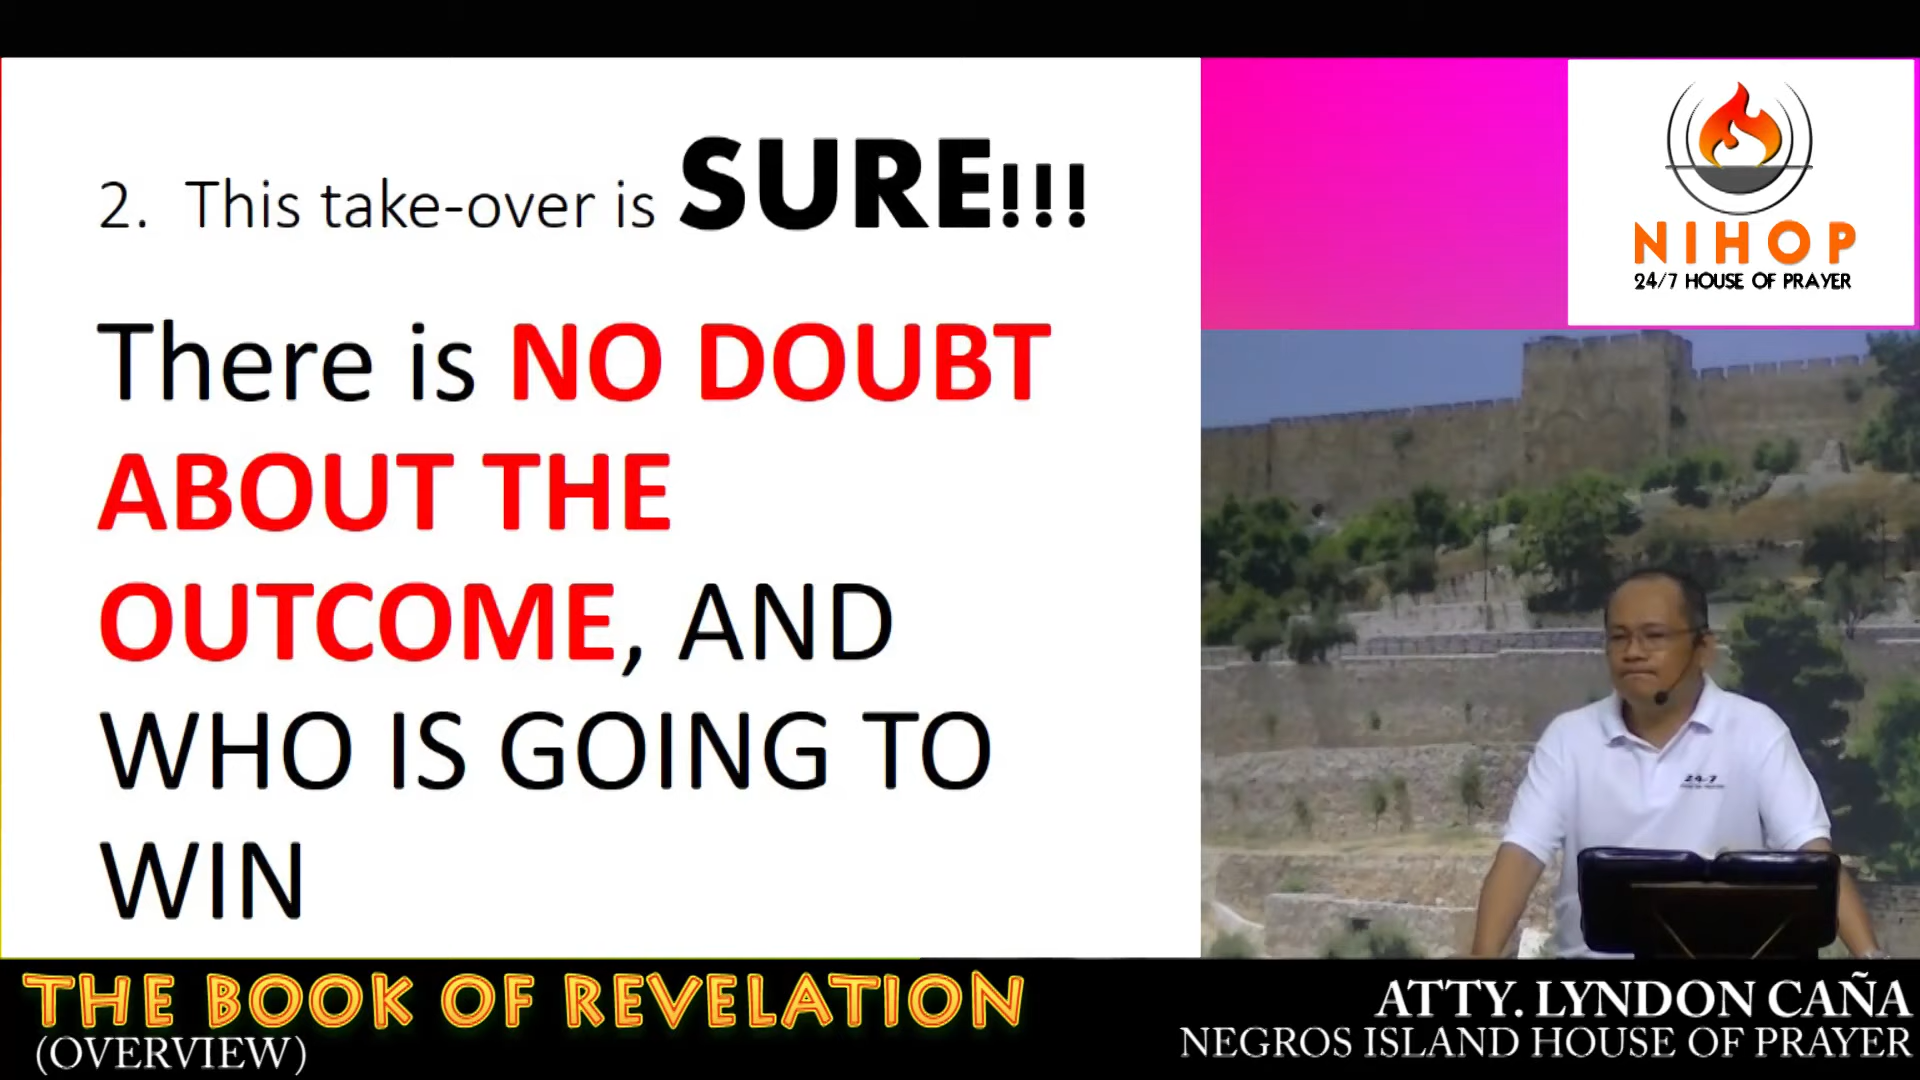 2. This take-over is SURE!!!
There is NO DOUBT
ABOUT THE
OUTCOME, AND
WHO IS GOING TO
WIN
NIHOP
24/7 HOUSE OF PRAYER
24/7
THE BOOK OF REVELATION
(OVERVIEW)
ATTY. LYNDON CAÑA
NEGROS ISLAND HOUSE OF PRAYER